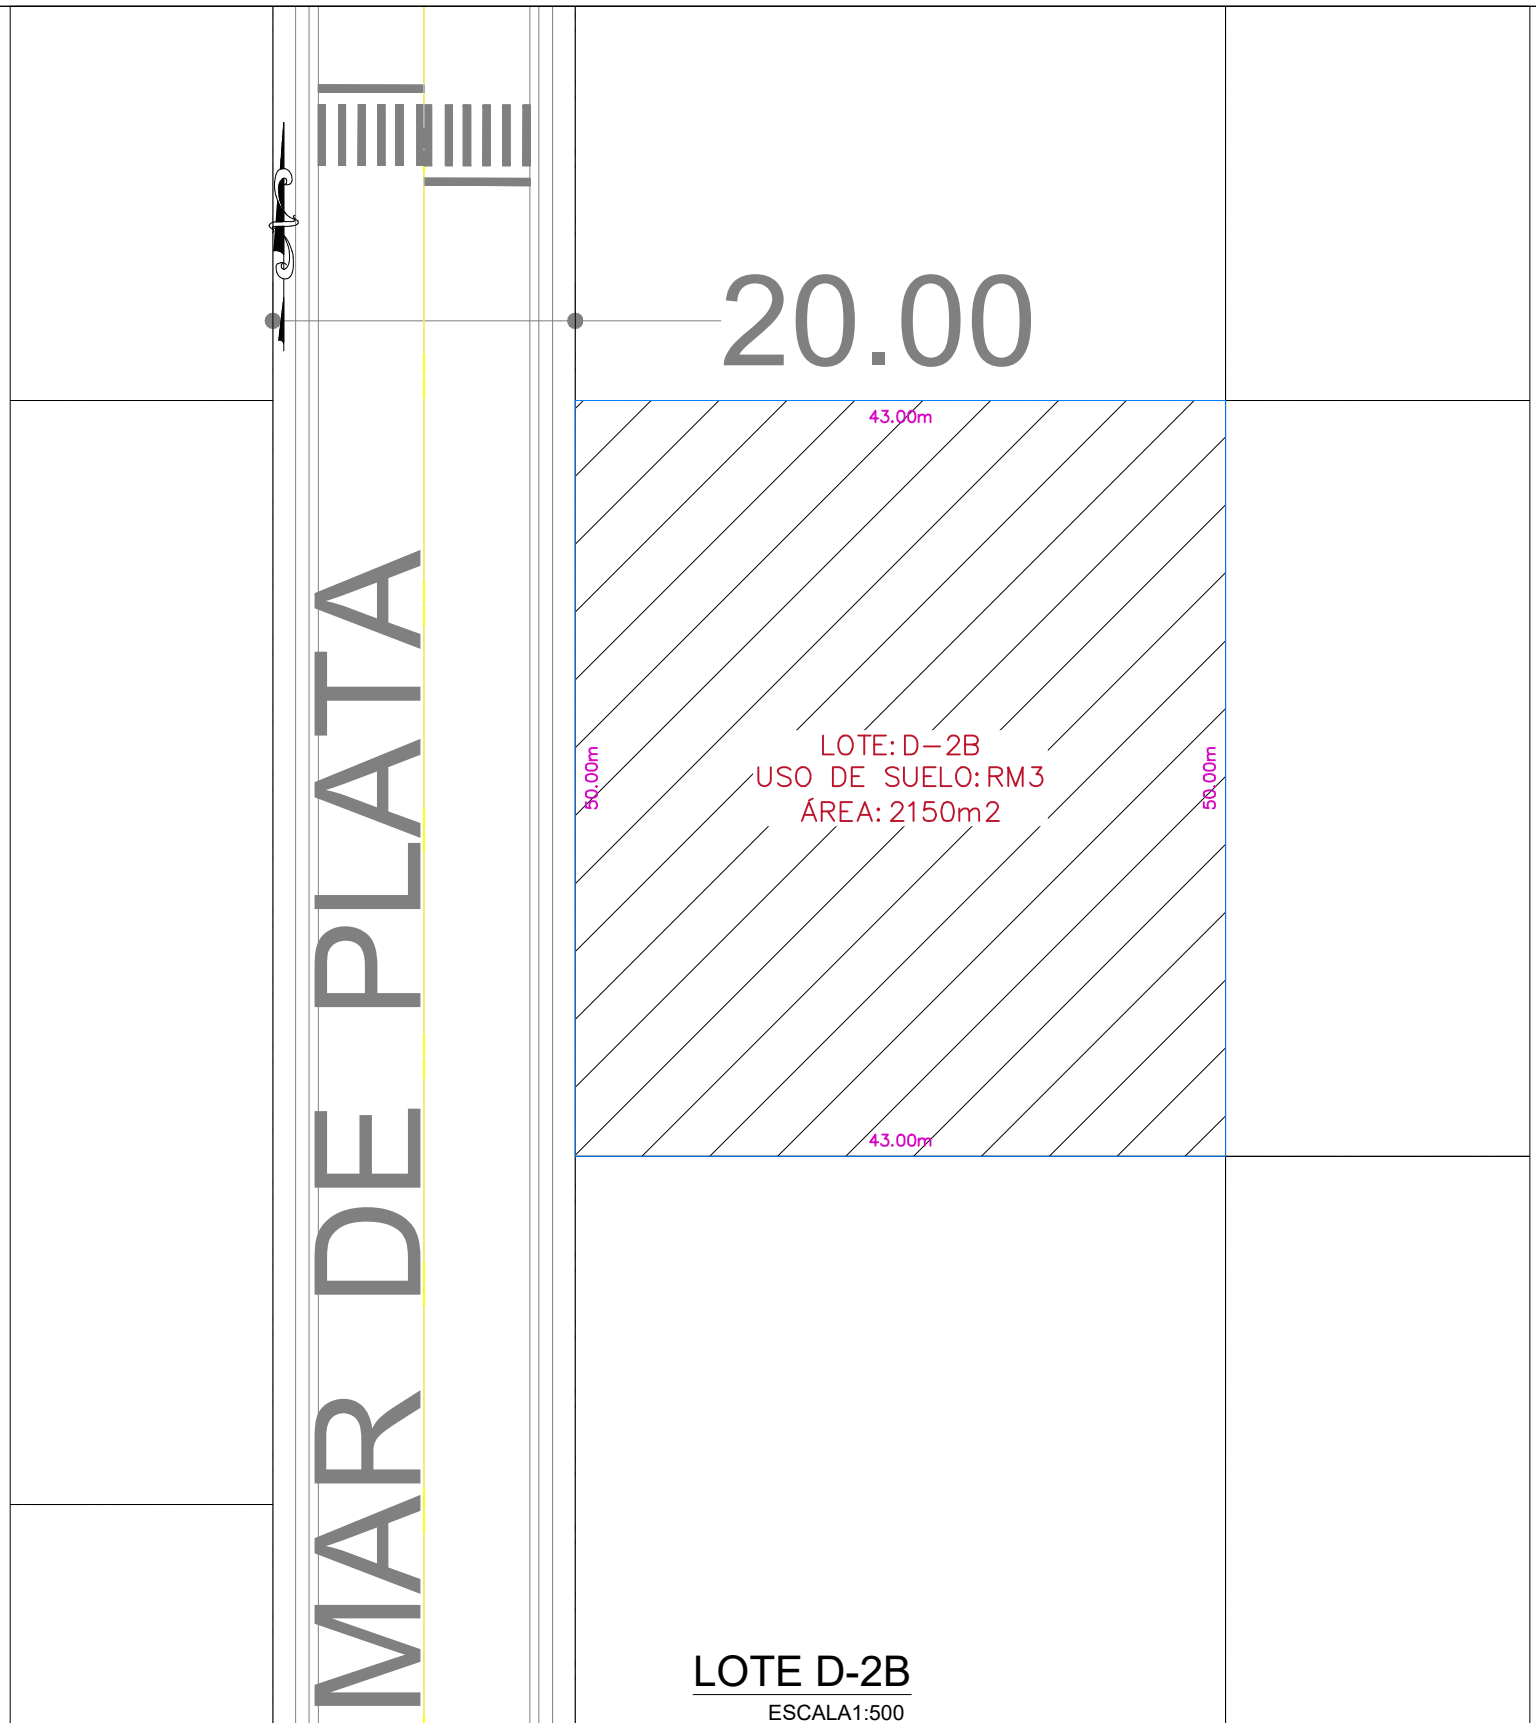 20.00
43.00m
LOTE: D-2B
USO DE SUELO: RM3
ÁREA: 2150m2
50.00m
50.00m
43.00m
MAR DE PLATA
LOTE D-2B
ESCALA1:500